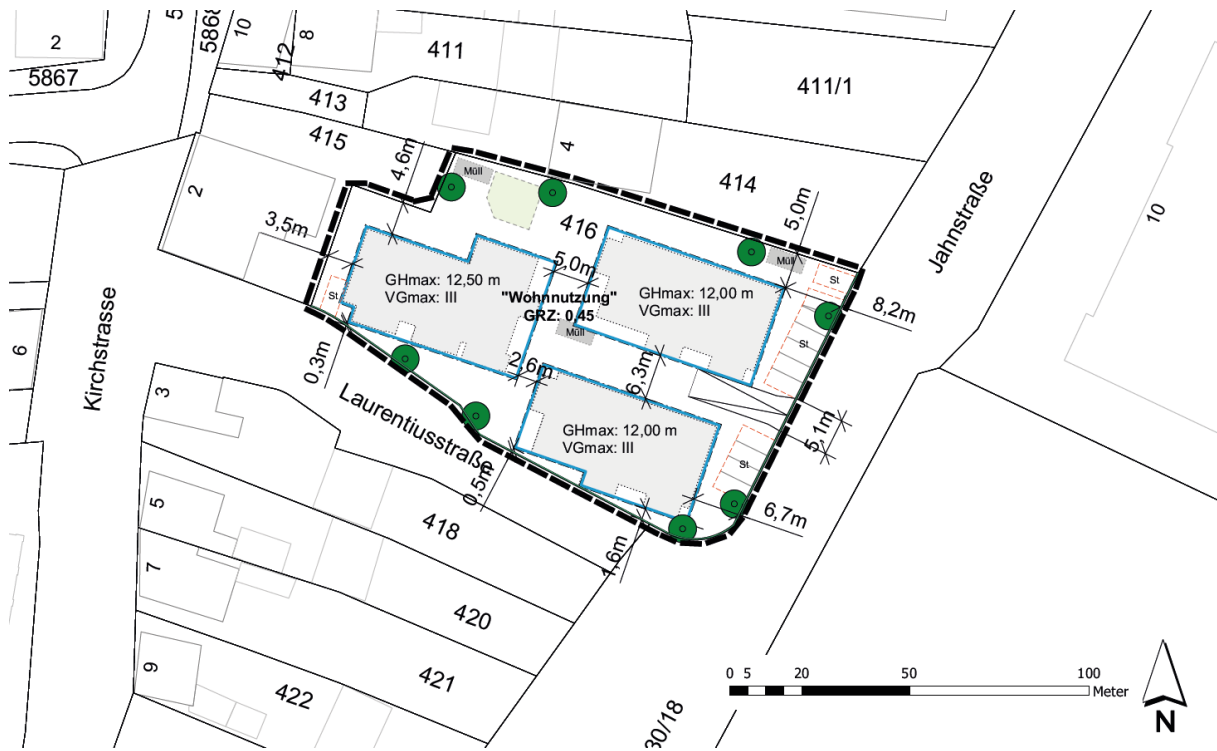 2
5867
5868
10
412
8
411
411/1
413
415
4
414
2
4,6m
Müll
416
5,0m
Müll
3,5m
St
GHmax: 12,50 m
VGmax: III
5,0m
"Wohnnutzung"
GRZ: 0,45
Müll
GHmax: 12,00 m
VGmax: III
St
8,2m
St
Jahnstraße
10
6
Kirchstrasse
3
0,3m
Laurentiusstraße
2,6m
6,3m
GHmax: 12,00 m
VGmax: III
St
5,1m
0,5m
6,7m
1,6m
5
7
9
418
420
421
422
30/18
0 5 20 50 100
Meter
N